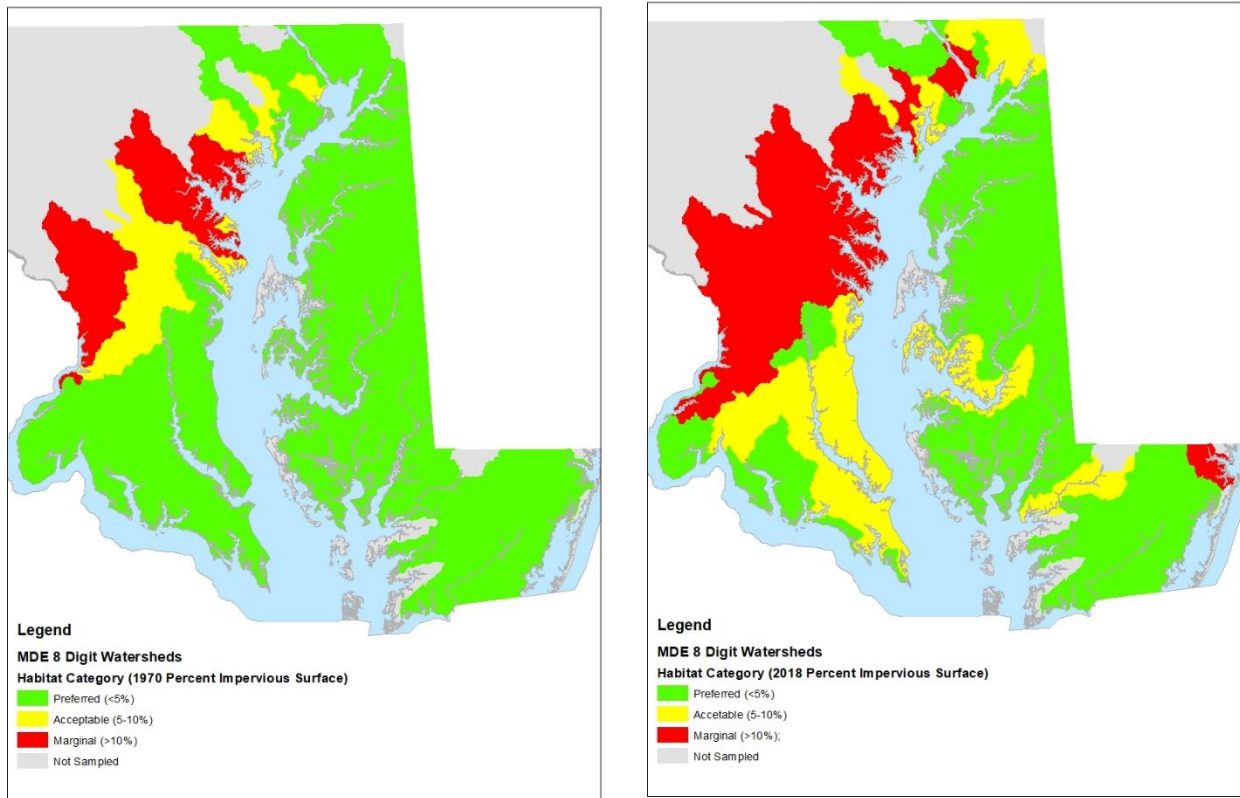 Legend
MDE 8 Digit Watersheds
Habitat Category (1970 Percent Impervious Surface)
Preferred (<5%)
Acceptable (5-10%)
Marginal (>10%)
Not Sampled
Legend
MDE 8 Digit Watersheds
Habitat Category (2018 Percent Impervious Surface)
Preferred (<5%)
Accetable (5-10%)
Marginal (>10%);
Not Sampled